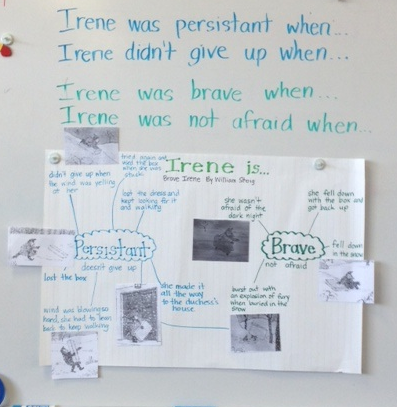 Irene was persistant when...
Irene didn't give up when...
Irene was brave when...
Irene was not afraid when...
Irene is...
Brave Irene By William Steig
didn't give up when
the wind was yelling
at her
tried again and
used the box
when she was
stuck
lost the dress and
kept looking for it
and walking
Persistant
doesn't give up
lost the box
wind was blowing so
hard, she had to lean
back to keep walking
she made it
all the way
to the duchess's
house.
she wasn't
afraid of the
dark night
she fell down
with the box and
got back up
Brave
not afraid
fell down
in the snow
burst out with
an explosion of fury
when buried in the
snow